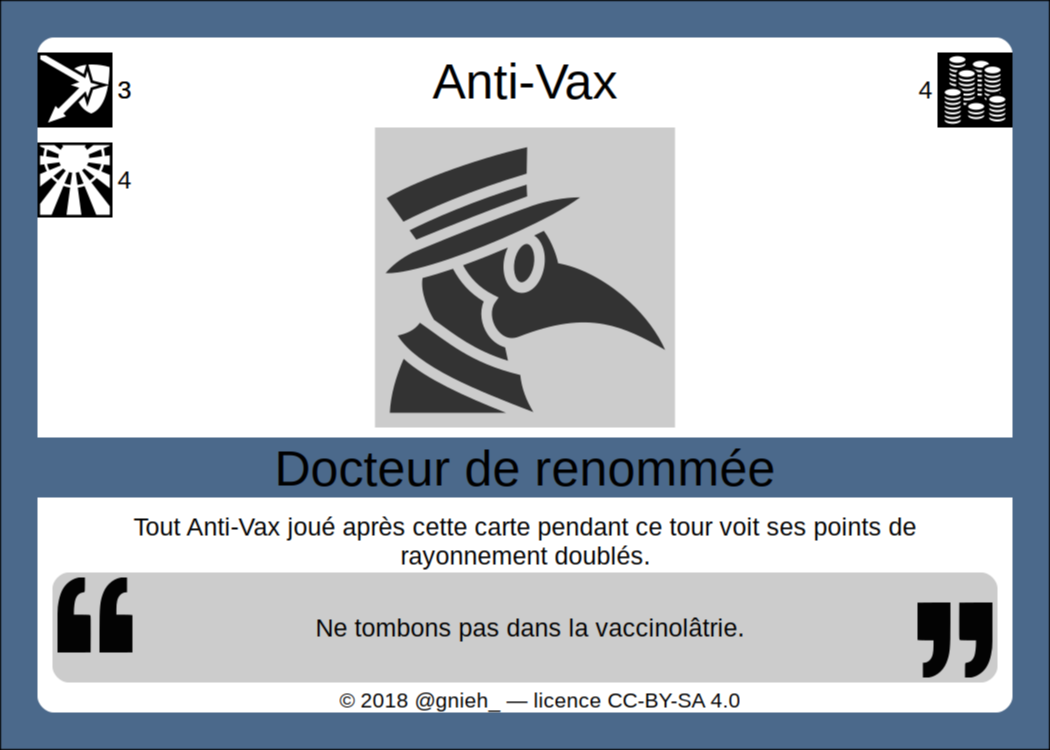 Anti-Vax
3
4
4
Docteur de renommée
Tout Anti-Vax joué après cette carte pendant ce tour voit ses points de
rayonnement doublés.
“
Ne tombons pas dans la vaccinolâtrie.
”
© 2018 @gnieh_ — licence CC-BY-SA 4.0